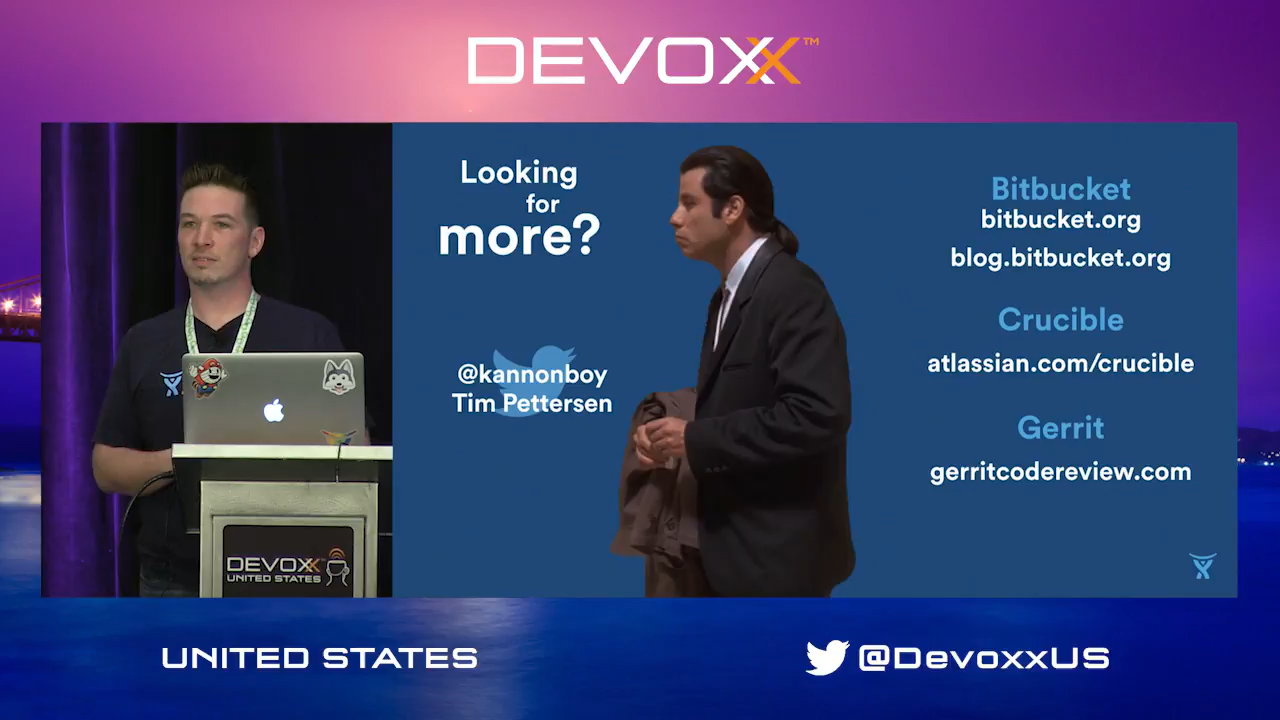 DEVOXX™
Looking
for
more?
@kannonboy
Tim Pettersen
Bitbucket
bitbucket.org
blog.bitbucket.org
Crucible
atlassian.com/crucible
Gerrit
gerritcodereview.com
DEVOXX
UNITED STATES
UNITED STATES
@DevoxxUS